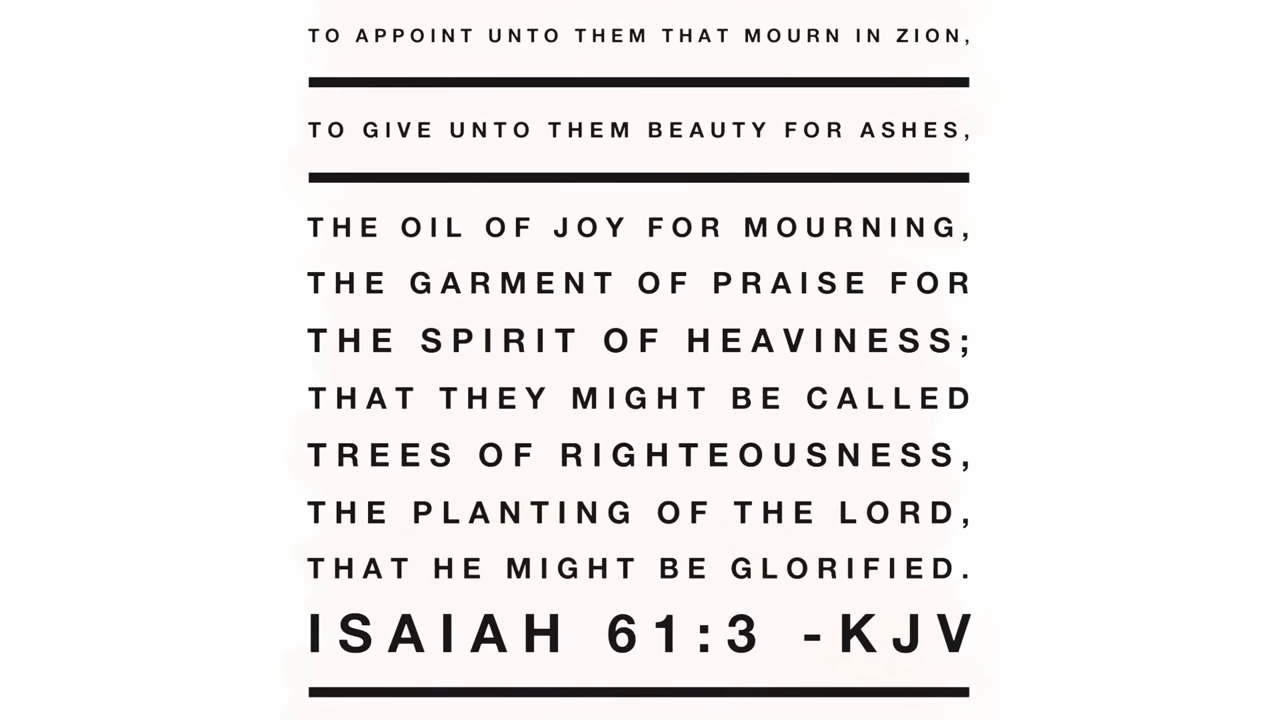 TO APPOINT UNTO THEM THAT MOURN IN ZION,
TO GIVE UNTO THEM BEAUTY FOR ASHES,
THE OIL OF JOY FOR MOURNING,
THE GARMENT OF PRAISE FOR
THE SPIRIT OF HEAVINESS;
THAT THEY MIGHT BE CALLED
TREES OF RIGHTEOUSNESS,
THE PLANTING OF THE LORD,
THAT HE MIGHT BE GLORIFIED.
ISAIAH 61:3 -KJV